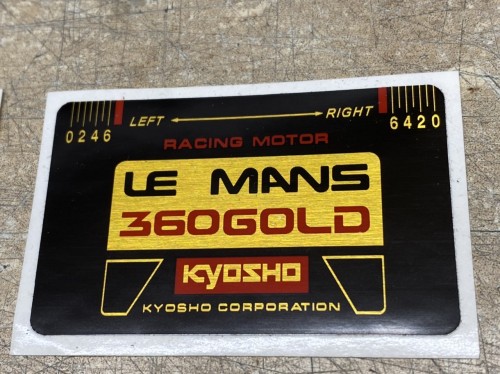 0246 LEFT RIGHT 6420
RACING MOTOR
LE MANS
360GOLD
KYOSHO
KYOSHO CORPORATION